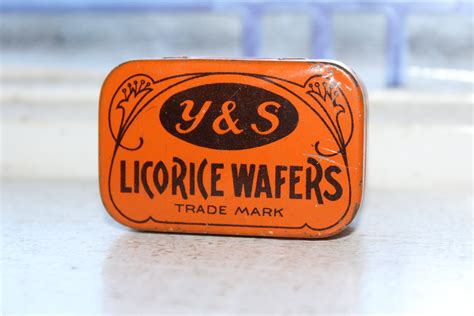 Y & S
LICORICE WAFERS
TRADE MARK